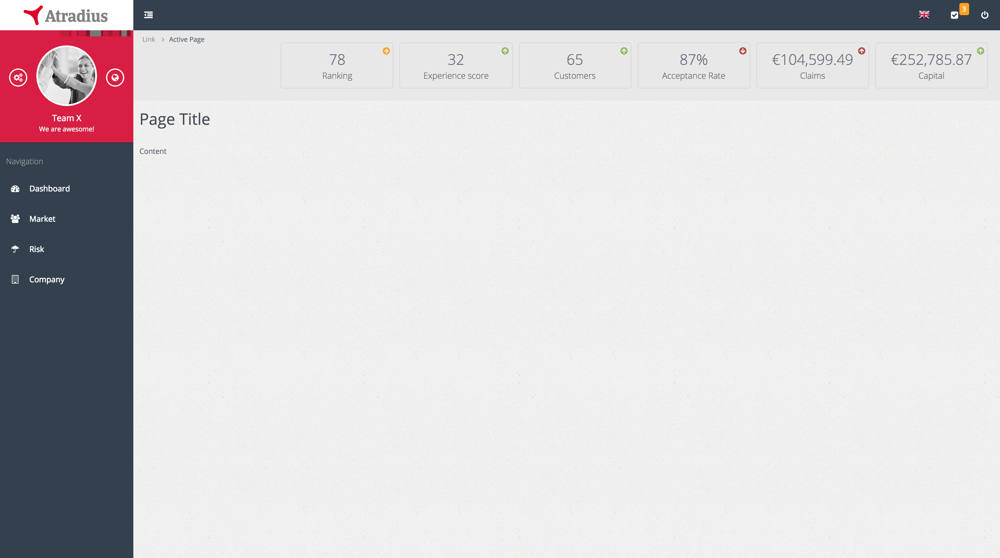 Atradius
3
Link > Active Page
78
Ranking
32
Experience score
65
Customers
87%
Acceptance Rate
€104,599.49
Claims
€252,785.87
Capital
Team X
We are awesome!
Page Title
Content
Navigation
Dashboard
Market
Risk
Company